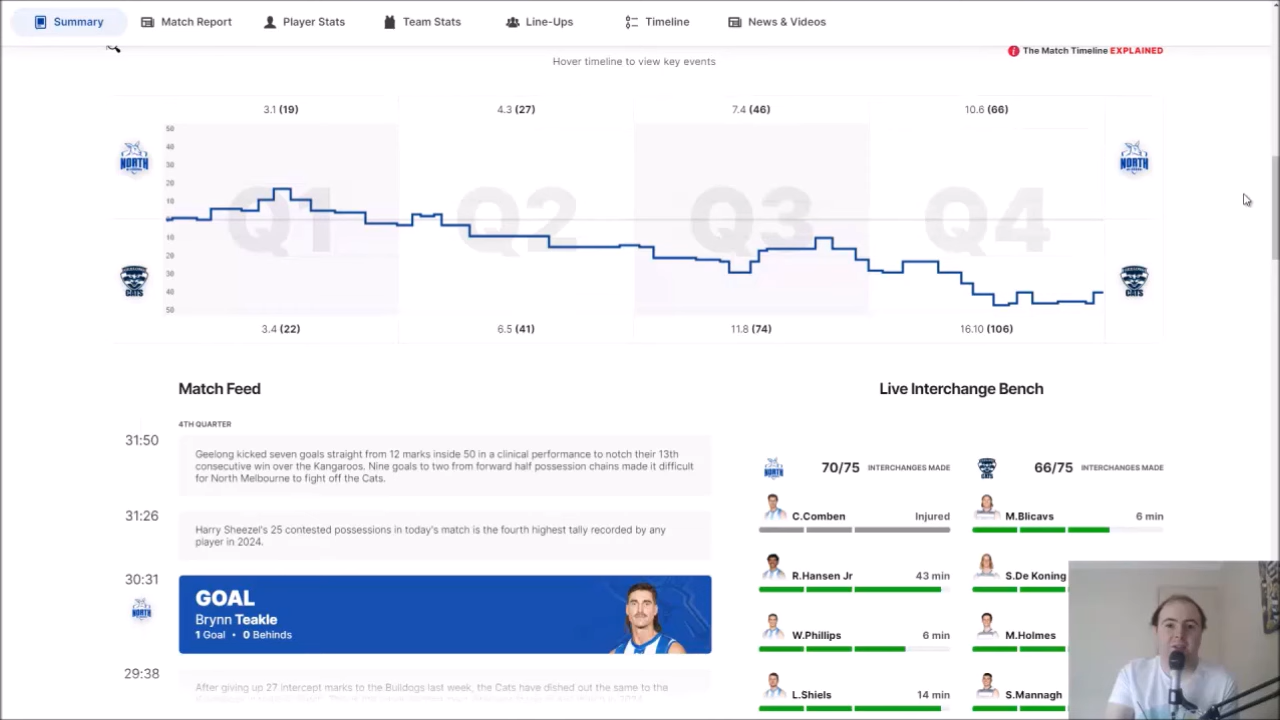 Summary
Match Report
Player Stats
Team Stats
Line-Ups
Timeline
News & Videos
Hover timeline to view key events
The Match Timeline EXPLAINED
3.1 (19)
4.3 (27)
7.4 (46)
10.6 (66)
50
40
30
20
10
0
10
20
30
40
50
Q1
Q2
Q3
Q4
NORTH
NORTH
CATS
CATS
3.4 (22)
6.5 (41)
11.8 (74)
16.10 (106)
Match Feed
4TH QUARTER
31:50
Geelong kicked seven goals straight from 12 marks inside 50 in a clinical performance to notch their 13th
consecutive win over the Kangaroos. Nine goals to two from forward half possession chains made it difficult
for North Melbourne to fight off the Cats.
31:26
Harry Sheezel's 25 contested possessions in today's match is the fourth highest tally recorded by any
player in 2024.
30:31
NORTH
GOAL
Brynn Teakle
1 Goal • 0 Behinds
29:38
After giving up 27 intercept marks to the Bulldogs last week, the Cats have dished out the same to the
Live Interchange Bench
70/75 INTERCHANGES MADE
66/75 INTERCHANGES MADE
C.Comben Injured
M.Blicavs 6 min
R.Hansen Jr 43 min
S.De Koning
W.Phillips 6 min
M.Holmes
L.Shiels 14 min
S.Mannagh